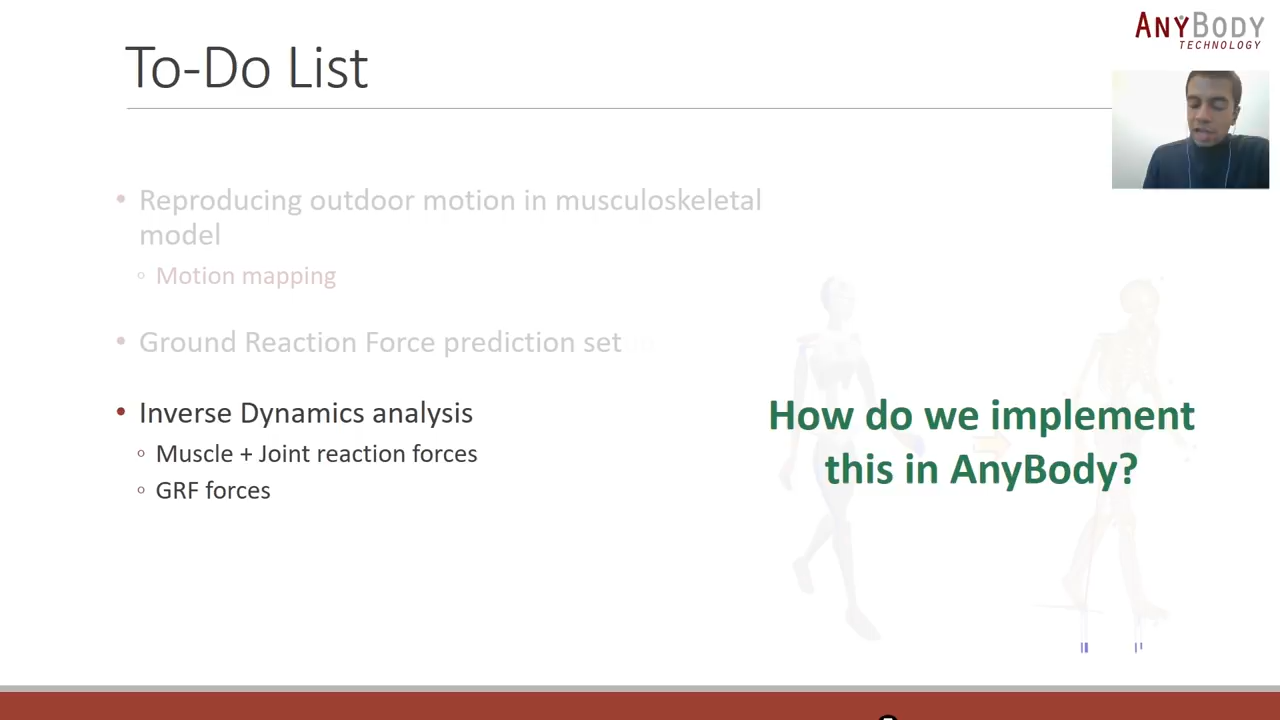 ANYBODY
TECHNOLOGY
To-Do List
• Reproducing outdoor motion in musculoskeletal
model
◦ Motion mapping
• Ground Reaction Force prediction set
• Inverse Dynamics analysis
◦ Muscle + Joint reaction forces
◦ GRF forces
How do we implement
this in AnyBody?